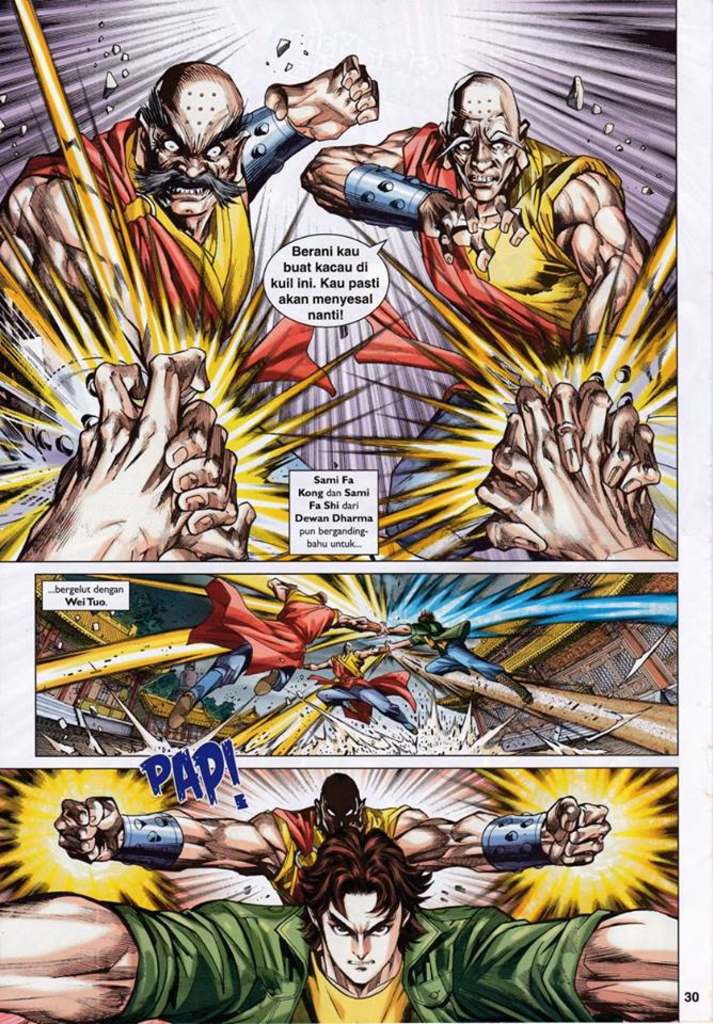 Berani kau
buat kacau di
kuil ini. Kau pasti
akan menyesal
nanti!
Sami Fa
Kong dan Sami
Fa Shi dari
Dewan Dharma
pun berganding-
bahu untuk...
...bergelut dengan
Wei Tuo.
PAP!
30